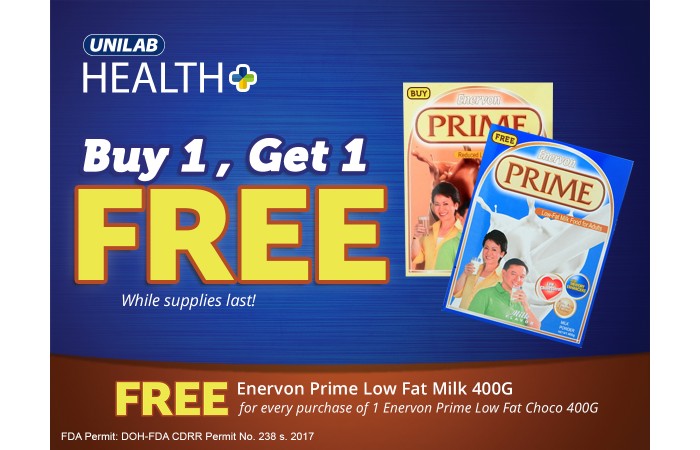 UNILAB
HEALTH+
Buy 1, Get 1
FREE
While supplies last!
BUY
Enervon
PRIME
FREE
Enervon
PRIME
Low-Fat Milk Food for Adults
Milk
FREE
Enervon Prime Low Fat Milk 400G
for every purchase of 1 Enervon Prime Low Fat Choco 400G
FDA Permit: DOH-FDA CDRR Permit No. 238 s. 2017